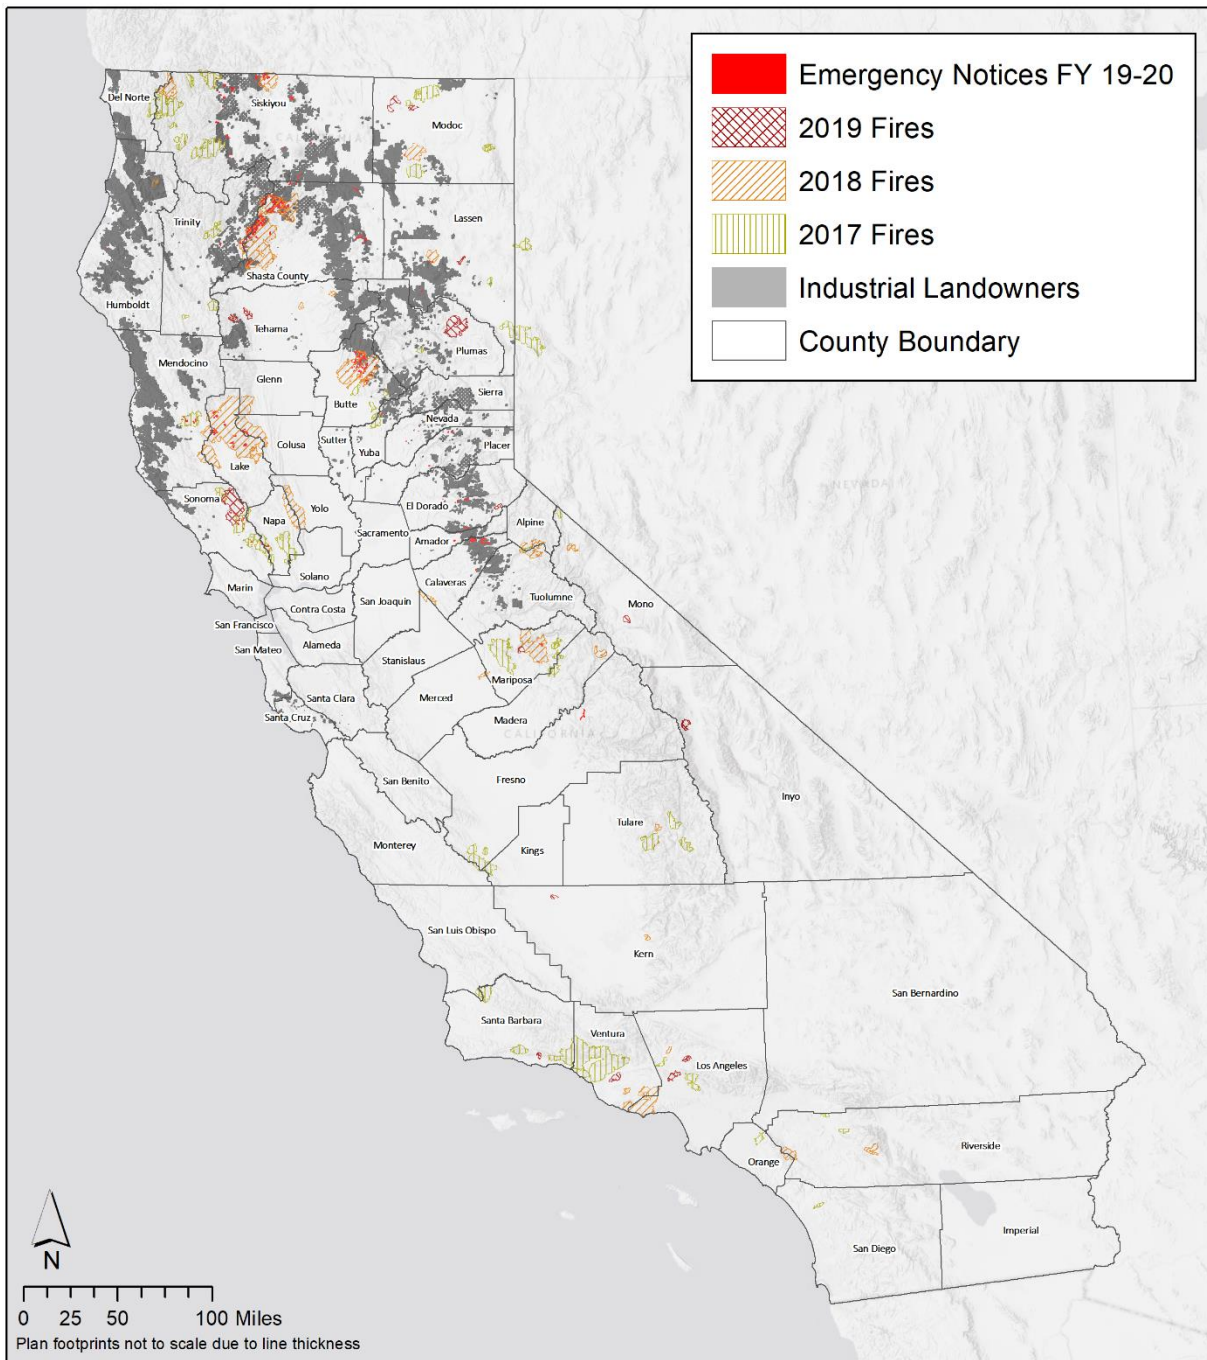 Emergency Notices FY 19-20
2019 Fires
2018 Fires
2017 Fires
Industrial Landowners
County Boundary
Del Norte
Siskiyou
Modoc
CALIFORNIA
Trinity
Lassen
Shasta County
Humboldt
Tehama
Plumas
Mendocino
Glenn
Butte
Sierra
Nevada
Colusa
Sutter
Yuba
Placer
Lake
NEVADA
Sonoma
Napa
Yolo
El Dorado
Alpine
Sacramento
Amador
Solano
Marin
Calaveras
San Joaquin
Tuolumne
Mono
Contra Costa
San Francisco
Alameda
San Mateo
Stanislaus
Mariposa
Santa Clara
Merced
Santa Cruz
Madera
CALIFORNIA
San Benito
Fresno
Inyo
Tulare
Monterey
Kings
San Luis Obispo
Kern
San Bernardino
Santa Barbara
Ventura
Los Angeles
Riverside
Orange
Imperial
San Diego
N
0 25 50 100 Miles
Plan footprints not to scale due to line thickness